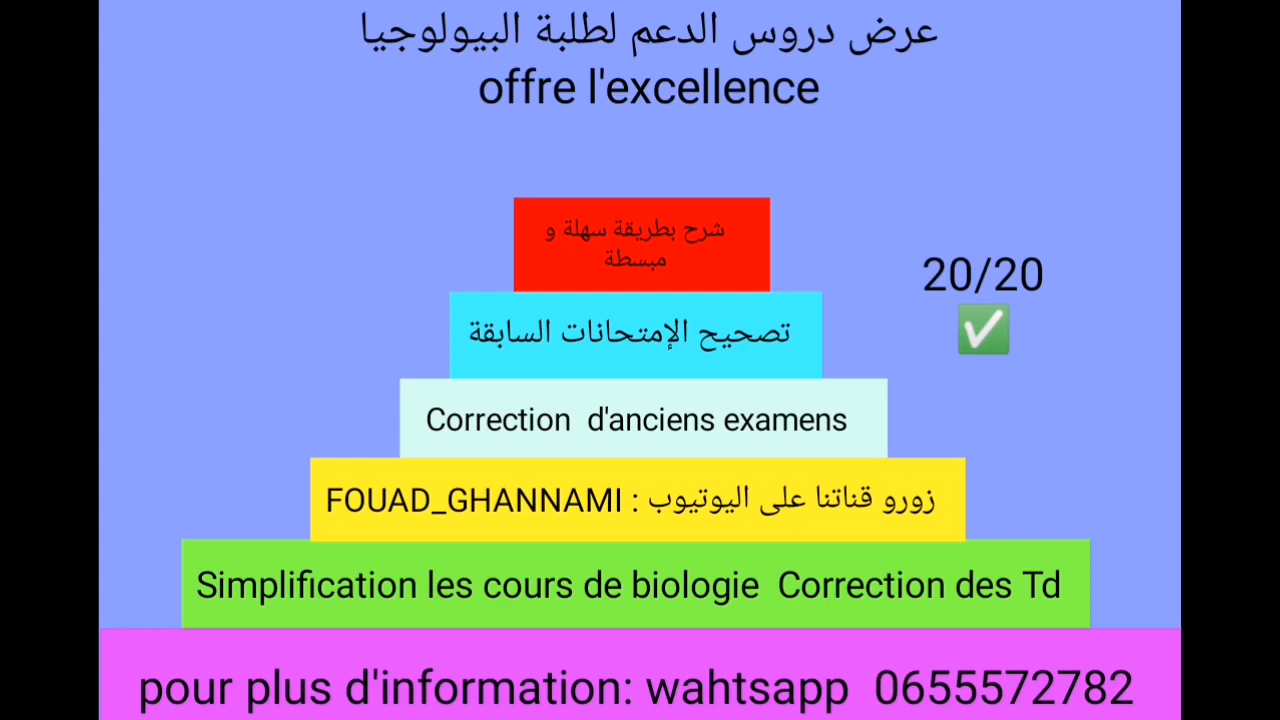 عرض دروس الدعم لطلبة البيولوجيا
offre l'excellence
شرح بطريقة سهلة و
مبسطة
20/20
تصحيح الإمتحانات السابقة
Correction d'anciens examens
زورو قناتنا على اليوتيوب : FOUAD_GHANNAMI
Simplification les cours de biologie Correction des Td
pour plus d'information: wahtsapp 0655572782